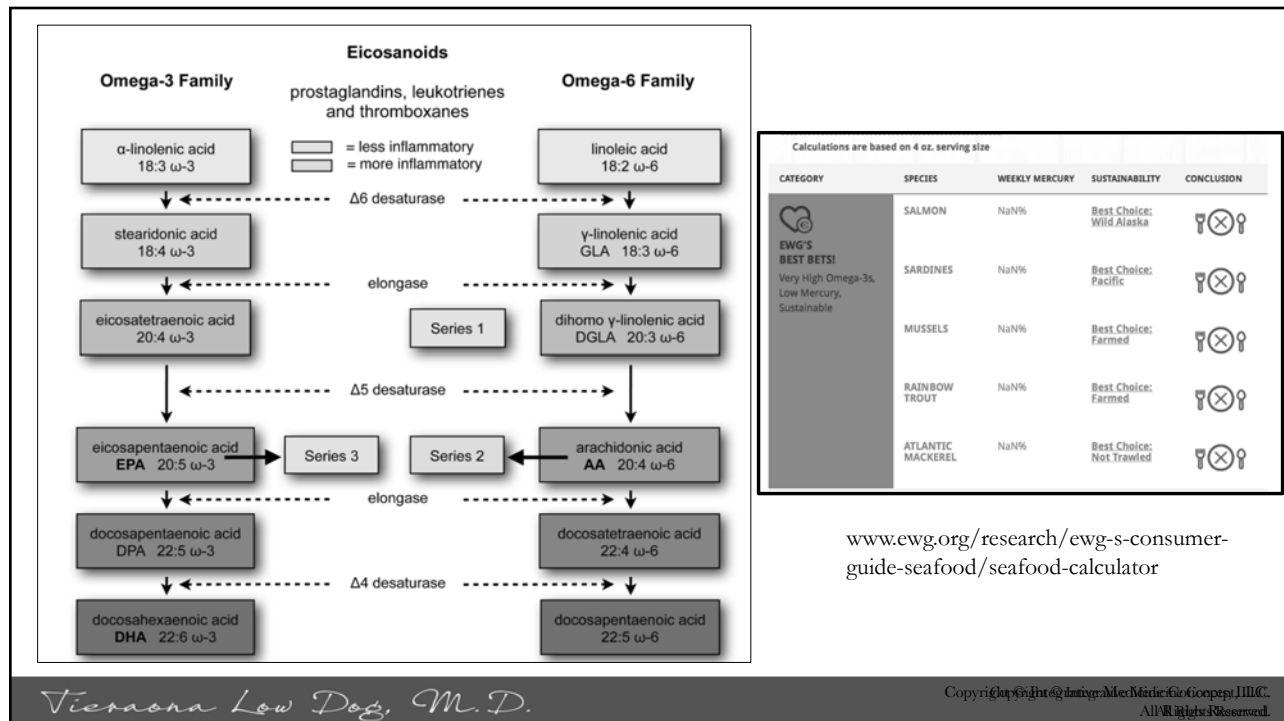 Eicosanoids
Omega-3 Family
Omega-6 Family
prostaglandins, leukotrienes
and thromboxanes
= less inflammatory
= more inflammatory
α-linolenic acid
18:3 ω-3
linoleic acid
18:2 ω-6
Δ6 desaturase
stearidonic acid
18:4 ω-3
γ-linolenic acid
GLA 18:3 ω-6
elongase
eicosatetraenoic acid
20:4 ω-3
Series 1
dihomo γ-linolenic acid
DGLA 20:3 ω-6
Δ5 desaturase
eicosapentaenoic acid
EPA 20:5 ω-3
Series 3
Series 2
arachidonic acid
AA 20:4 ω-6
elongase
docosapentaenoic acid
DPA 22:5 ω-3
docosatetraenoic acid
22:4 ω-6
Δ4 desaturase
docosahexaenoic acid
DHA 22:6 ω-3
docosapentaenoic acid
22:5 ω-6
Calculations are based on 4 oz. serving size
CATEGORY SPECIES WEEKLY MERCURY SUSTAINABILITY CONCLUSION
EWG'S
BEST BETS!
Very High Omega-3s,
Low Mercury,
Sustainable
SALMON NaN% Best Choice:
Wild Alaska
SARDINES NaN% Best Choice:
Pacific
MUSSELS NaN% Best Choice:
Farmed
RAINBOW
TROUT NaN% Best Choice:
Farmed
ATLANTIC
MACKEREL NaN% Best Choice:
Not Trawled
www.ewg.org/research/ewg-s-consumer-
guide-seafood/seafood-calculator
Tieraona Low Dog, M.D.
All Rights Reserved.